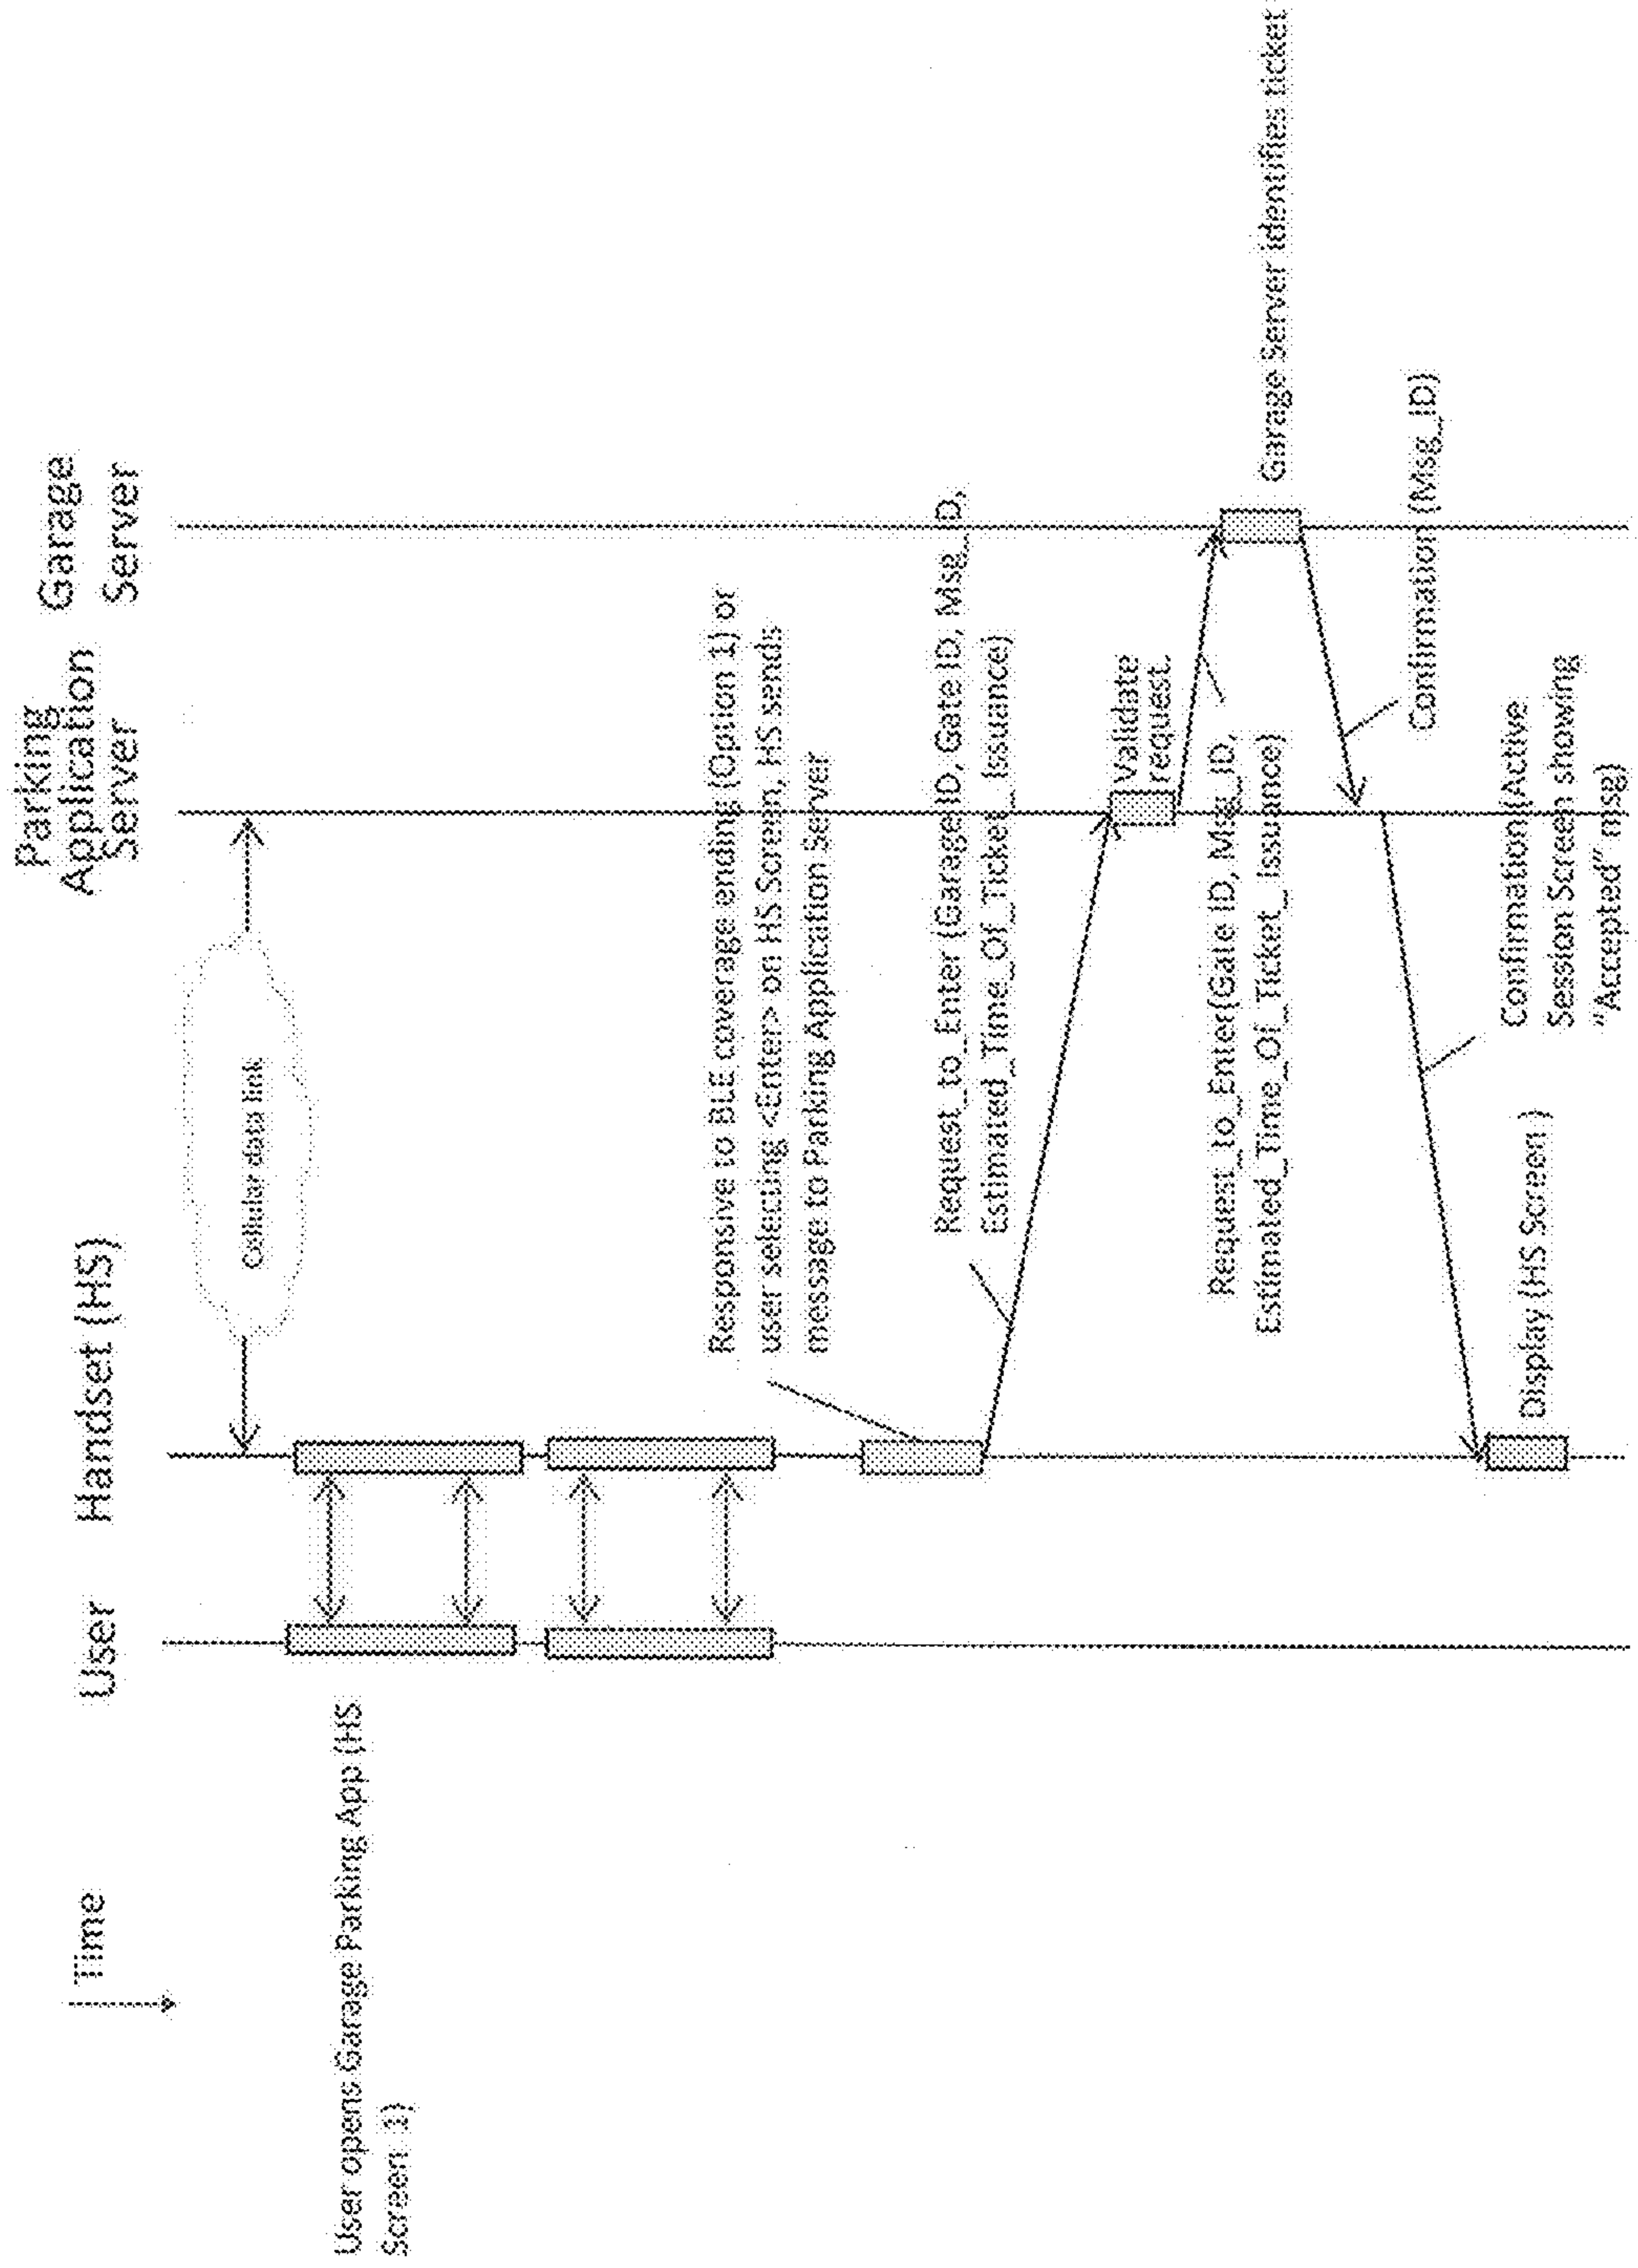 Time
User
Handset (HS)
Parking
Application
Server
Garage
Server
Cellular data link
User opens Garage Parking App (HS
Screen 1)
Responsive to BLE coverage ending (Option 1) or
user selecting <Enter> on HS Screen, HS sends
message to Parking Application Server
Request_to_Enter (GarageID, Gate ID, Msg_ID,
Estimated_Time_Of_Ticket_Issuance)
Validate
request.
Request_to_Enter(Gate ID, Msg_ID,
Estimated_Time_Of_Ticket_Issuance)
Garage Server identifies ticket
Confirmation (Msg_ID)
Confirmation(Active
Session Screen showing
"Accepted" msg)
Display (HS Screen )